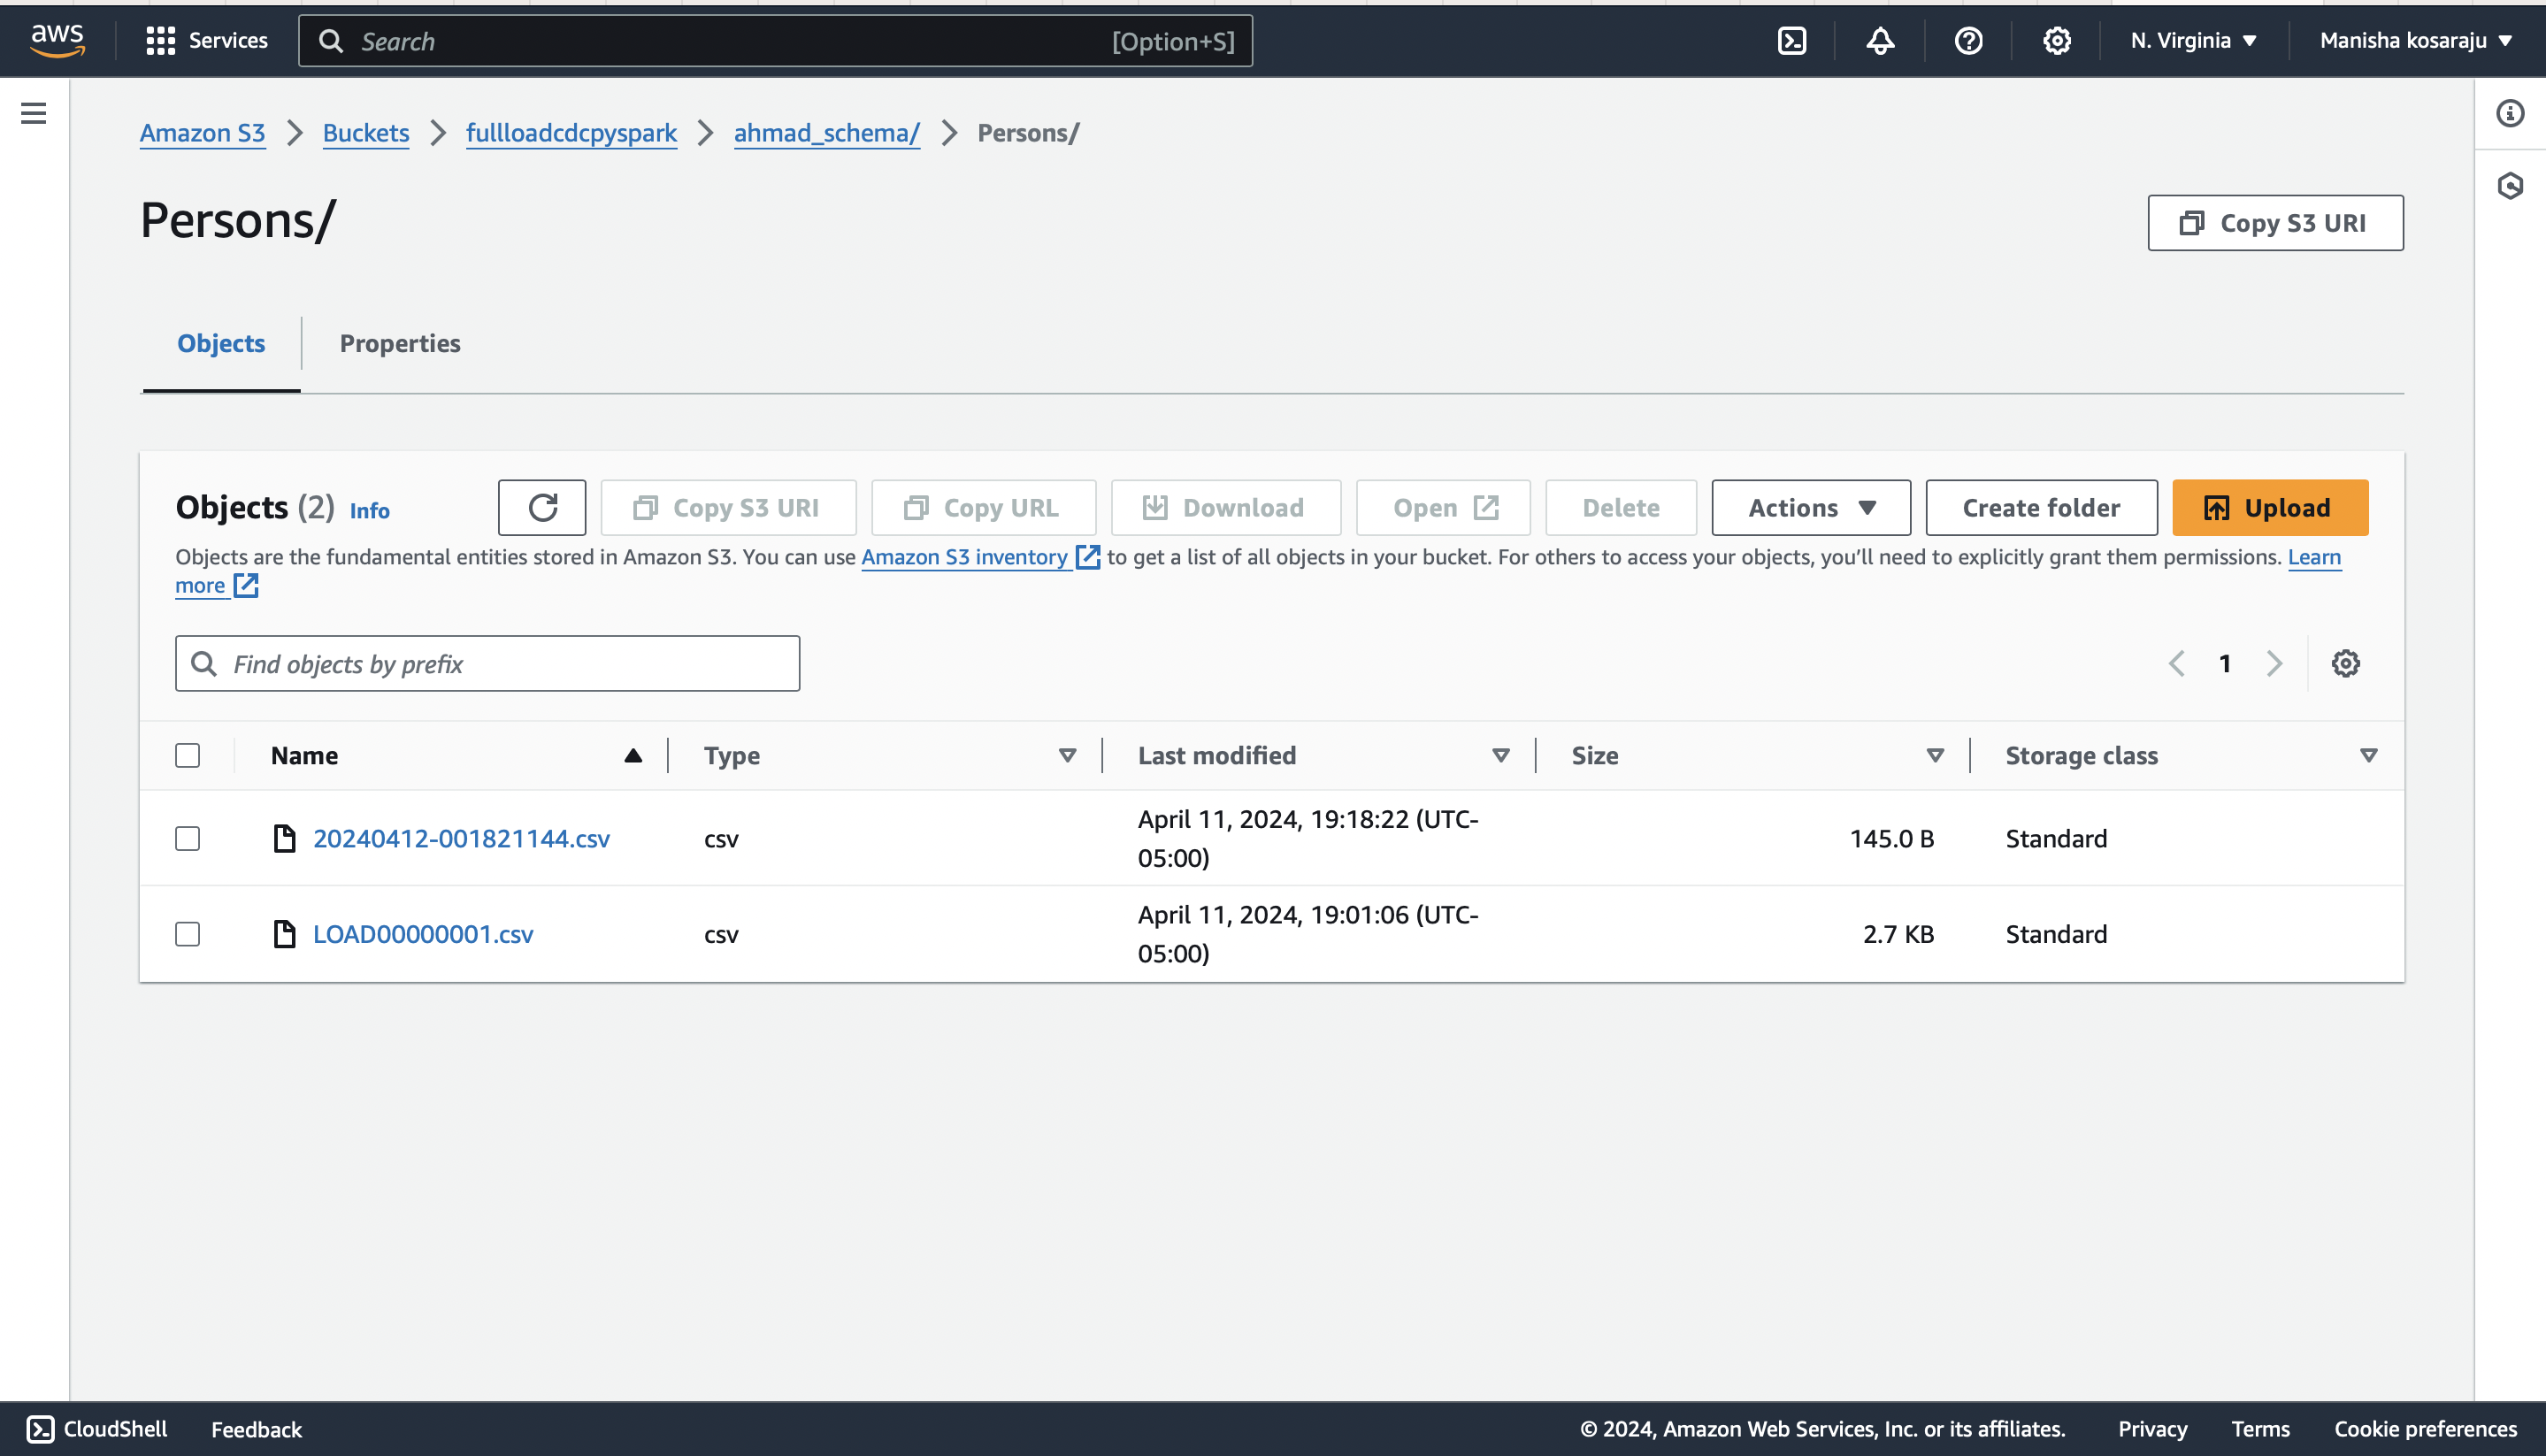 aws Services Search [Option+S] N. Virginia Manisha kosaraju
Amazon S3 Buckets fullloadcdcpyspark ahmad_schema/ Persons/
Persons/
Copy S3 URI
Objects Properties
Objects (2) Info Copy S3 URI Copy URL Download Open Delete Actions Create folder Upload
Objects are the fundamental entities stored in Amazon S3. You can use Amazon S3 inventory to get a list of all objects in your bucket. For others to access your objects, you’ll need to explicitly grant them permissions. Learn
more
Find objects by prefix 1
Name Type Last modified Size Storage class
20240412-001821144.csv csv April 11, 2024, 19:18:22 (UTC-
05:00) 145.0 B Standard
LOAD00000001.csv csv April 11, 2024, 19:01:06 (UTC-
05:00) 2.7 KB Standard
CloudShell Feedback © 2024, Amazon Web Services, Inc. or its affiliates. Privacy Terms Cookie preferences